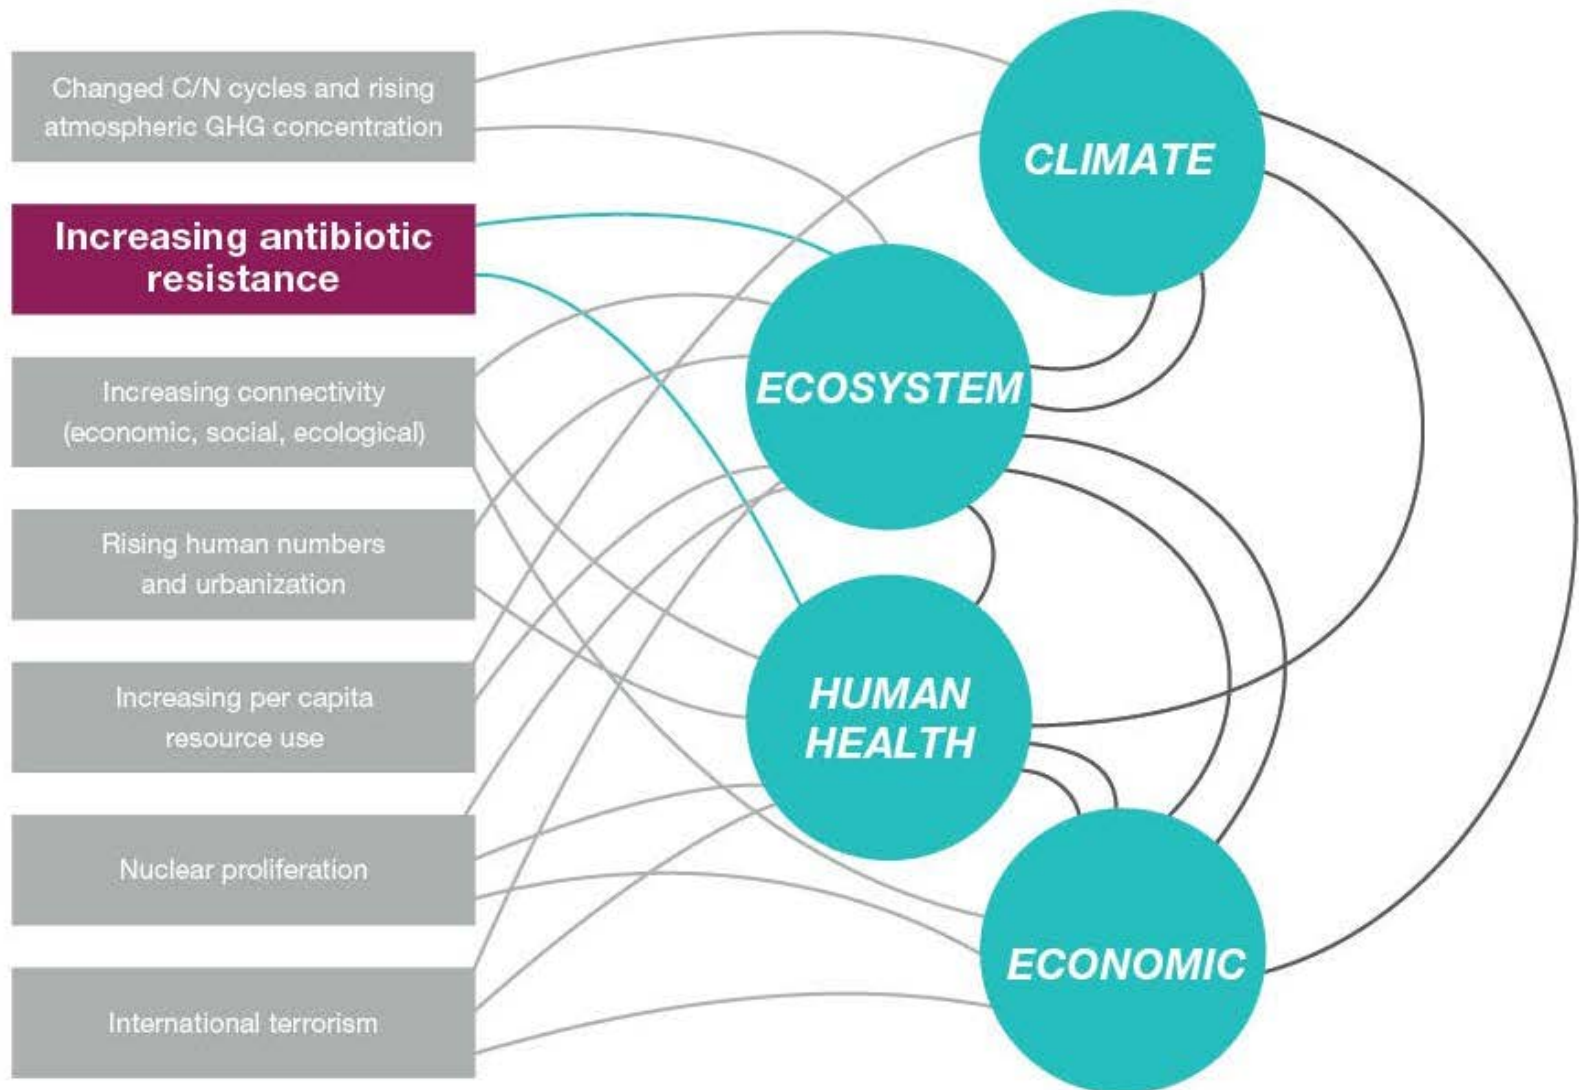 Changed C/N cycles and rising
atmospheric GHG concentration
Increasing antibiotic
resistance
Increasing connectivity
(economic, social, ecological)
Rising human numbers
and urbanization
Increasing per capita
resource use
Nuclear proliferation
International terrorism
CLIMATE
ECOSYSTEM
HUMAN
HEALTH
ECONOMIC